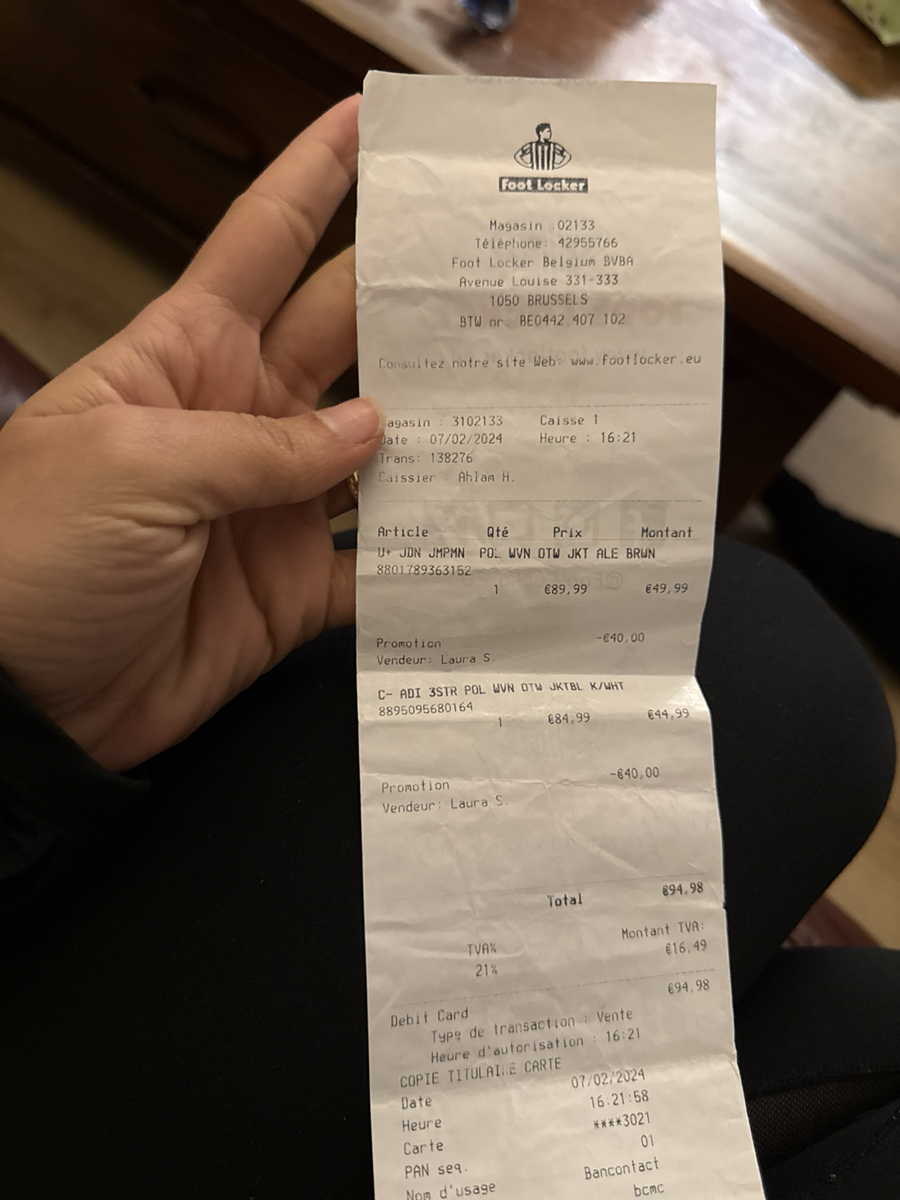 Foot Locker
Magasin :02133
Téléphone: 42955766
Foot Locker Belgium BVBA
Avenue Louise 331-333
1050 BRUSSELS
BTW nr. BE0442.407.102
Consultez notre site Web: www.footlocker.eu
agasin : 3102133 Caisse 1
Date : 07/02/2024 Heure : 16:21
Trans: 138276
Caissier : Ahlam H.
Article Qté Prix Montant
U+ JDN JMPMN POL WVN OTW JKT ALE BRWN
8801789363152
1 €89,99 €49,99
Promotion -€40,00
Vendeur: Laura S.
C- ADI 3STR POL WVN OTW JKTBL K/WHT
8895095680164
1 €84,99 €44,99
Promotion -€40,00
Vendeur: Laura S.
Total €94,98
TVA% Montant TVA:
21% €16,49
Debit Card €94,98
Type de transaction : Vente
Heure d'autorisation : 16:21
COPIE TITULAIRE CARTE
Date 07/02/2024
Heure 16:21:58
Carte ****3021
PAN seq. 01
Nom d'usage Bancontact
bcmc